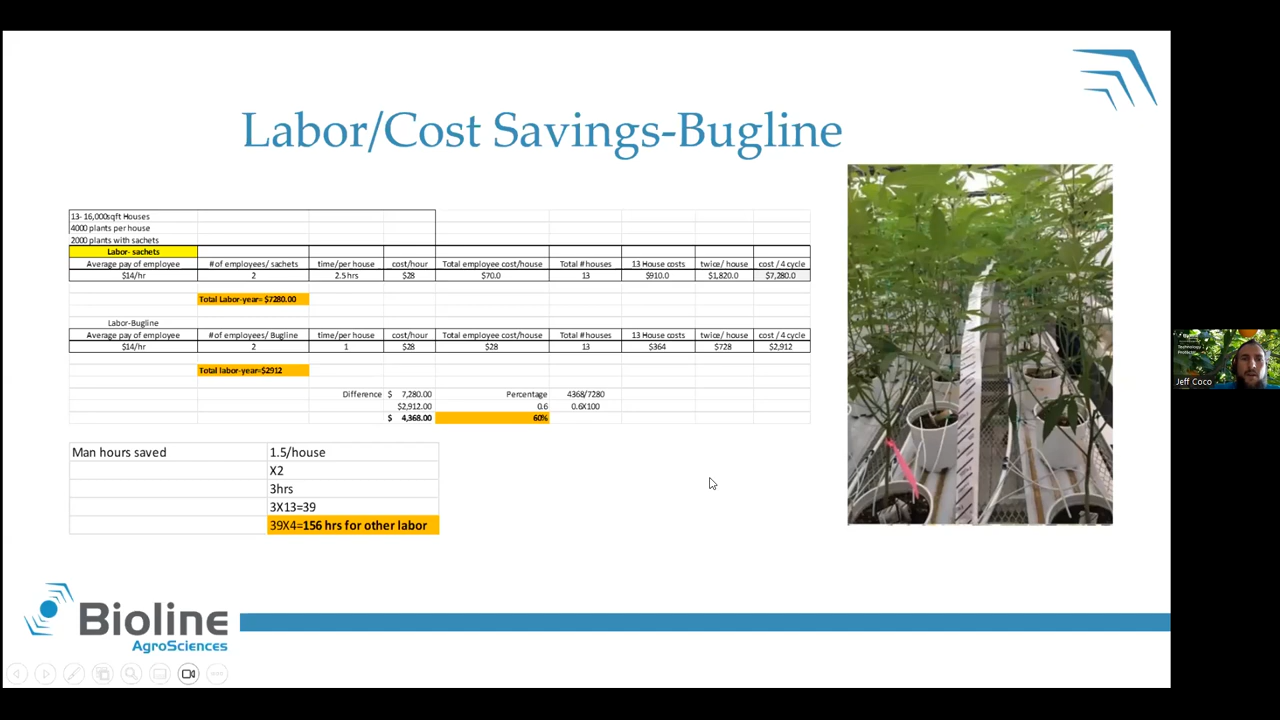 Labor/Cost Savings-Bugline
13- 16,000sqft Houses
4000 plants per house
2000 plants with sachets
Labor- sachets
Average pay of employee # of employees/ sachets time/per house cost/hour Total employee cost/house Total # houses 13 House costs twice/ house cost / 4 cycle
$14/hr 2 2.5 hrs $28 $70.0 13 $910.0 $1,820.0 $7,280.0
Total Labor-year= $7280.00
Labor-Bugline
Average pay of employee # of employees/ Bugline time/per house cost/hour Total employee cost/house Total # houses 13 House costs twice/ house cost / 4 cycle
$14/hr 2 1 $28 $28 13 $364 $728 $2,912
Total labor-year=$2912
Difference $ 7,280.00 Percentage 4368/7280
$2,912.00 0.6 0.6X100
$ 4,368.00 60%
Man hours saved 1.5/house
X2
3hrs
3X13=39
39X4=156 hrs for other labor
Bioline
AgroSciences
Jeff Coco